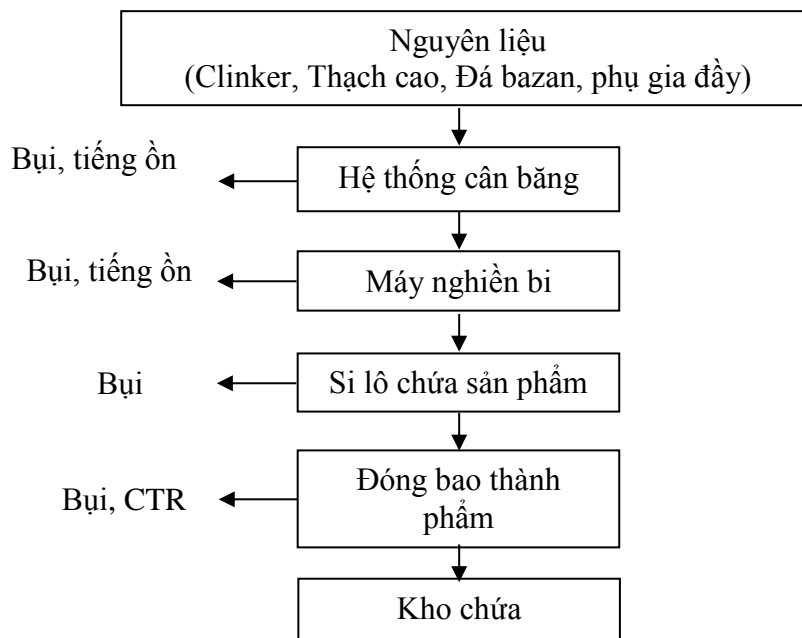 Nguyên liệu
(Clinker, Thạch cao, Đá bazan, phụ gia đầy)
Bụi, tiếng ồn
Hệ thống cân băng
Bụi, tiếng ồn
Máy nghiền bi
Bụi
Si lô chứa sản phẩm
Bụi, CTR
Đóng bao thành
phẩm
Kho chứa